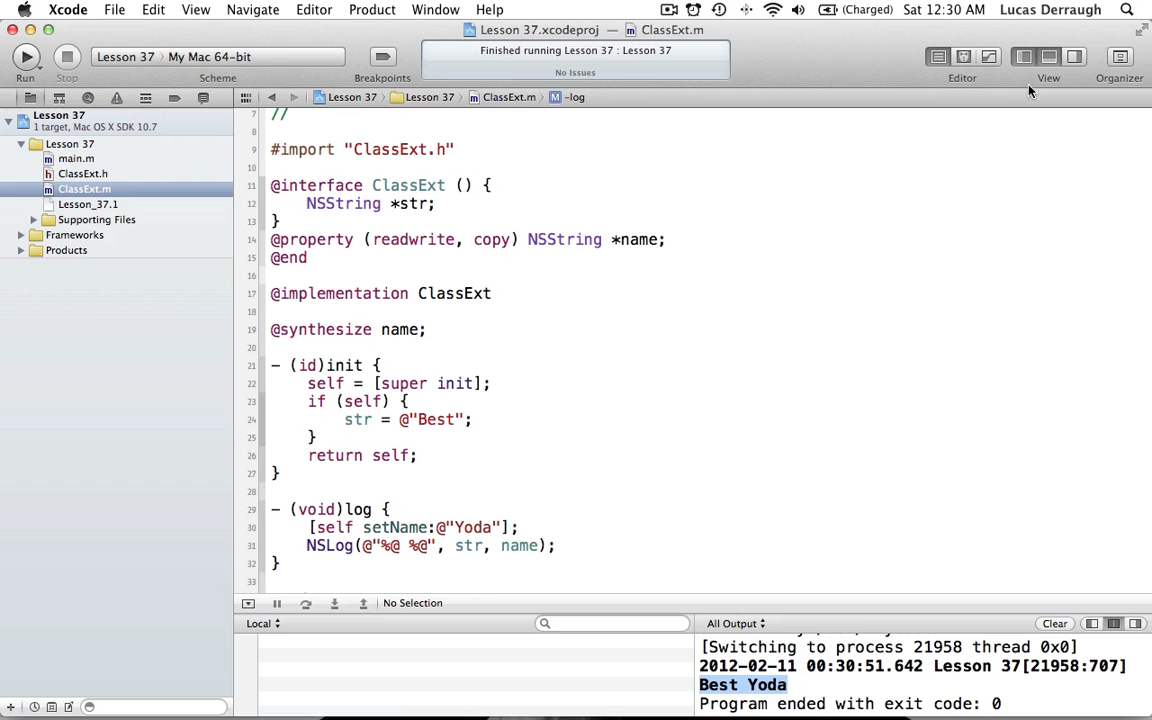 Xcode File Edit View Navigate Editor Product Window Help (Charged) Sat 12:30 AM Lucas Derraugh
Lesson 37.xcodeproj — ClassExt.m
Lesson 37 My Mac 64-bit
Finished running Lesson 37 : Lesson 37
No Issues
Run Stop Scheme Breakpoints Editor View Organizer
Lesson 37 Lesson 37 ClassExt.m -log
Lesson 37
1 target, Mac OS X SDK 10.7
Lesson 37
main.m
ClassExt.h
ClassExt.m
Lesson_37.1
Supporting Files
Frameworks
Products
7 //
8
9 #import "ClassExt.h"
10
11 @interface ClassExt () {
12 NSString *str;
13 }
14 @property (readwrite, copy) NSString *name;
15 @end
16
17 @implementation ClassExt
18
19 @synthesize name;
20
21 - (id)init {
22 self = [super init];
23 if (self) {
24 str = @"Best";
25 }
26 return self;
27 }
28
29 - (void)log {
30 [self setName:@"Yoda"];
31 NSLog(@"%@ %@", str, name);
32 }
33
No Selection
Local All Output Clear
[Switching to process 21958 thread 0x0]
2012-02-11 00:30:51.642 Lesson 37[21958:707]
Best Yoda
Program ended with exit code: 0